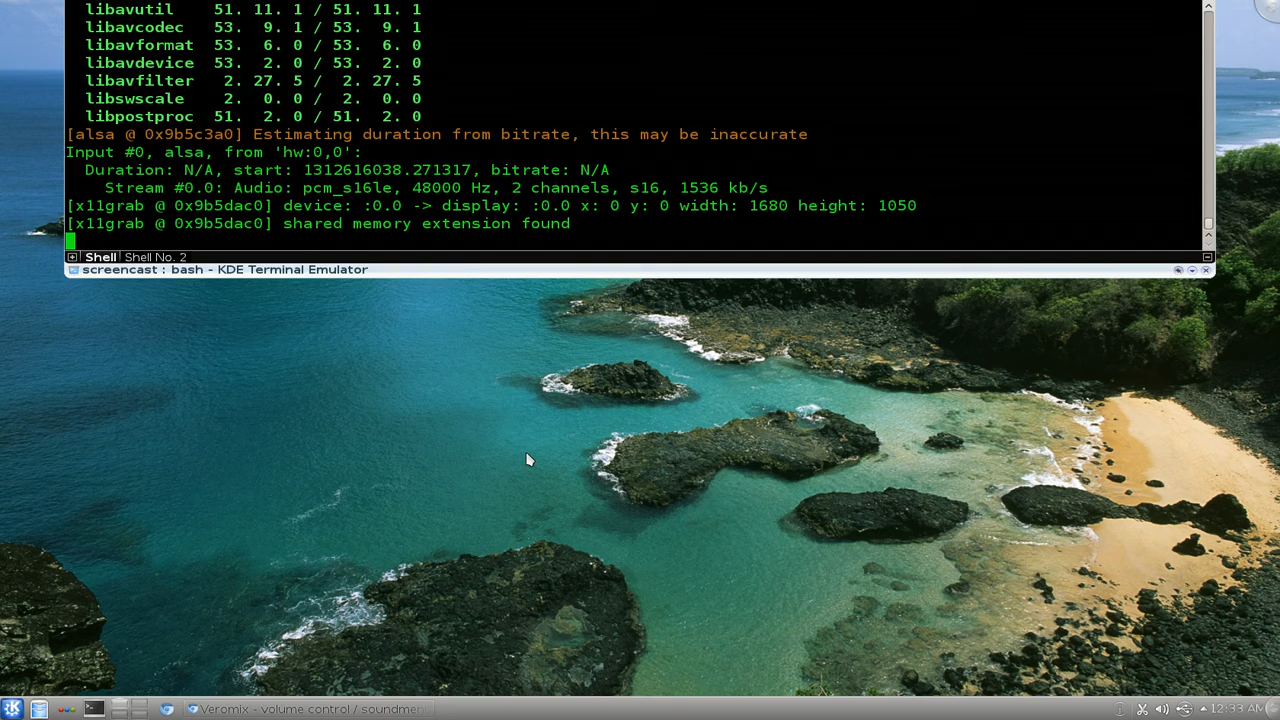 libavutil    51. 11. 1 / 51. 11. 1
libavcodec   53.  9. 1 / 53.  9. 1
libavformat  53.  6. 0 / 53.  6. 0
libavdevice  53.  2. 0 / 53.  2. 0
libavfilter   2. 27. 5 /  2. 27. 5
libswscale    2.  0. 0 /  2.  0. 0
libpostproc  51.  2. 0 / 51.  2. 0
[alsa @ 0x9b5c3a0] Estimating duration from bitrate, this may be inaccurate
Input #0, alsa, from 'hw:0,0':
Duration: N/A, start: 1312616038.271317, bitrate: N/A
Stream #0.0: Audio: pcm_s16le, 48000 Hz, 2 channels, s16, 1536 kb/s
[x11grab @ 0x9b5dac0] device: :0.0 -> display: :0.0 x: 0 y: 0 width: 1680 height: 1050
[x11grab @ 0x9b5dac0] shared memory extension found
Shell Shell No. 2
screencast : bash - KDE Terminal Emulator
Veromix - volume control / soundmen
12:33 AM